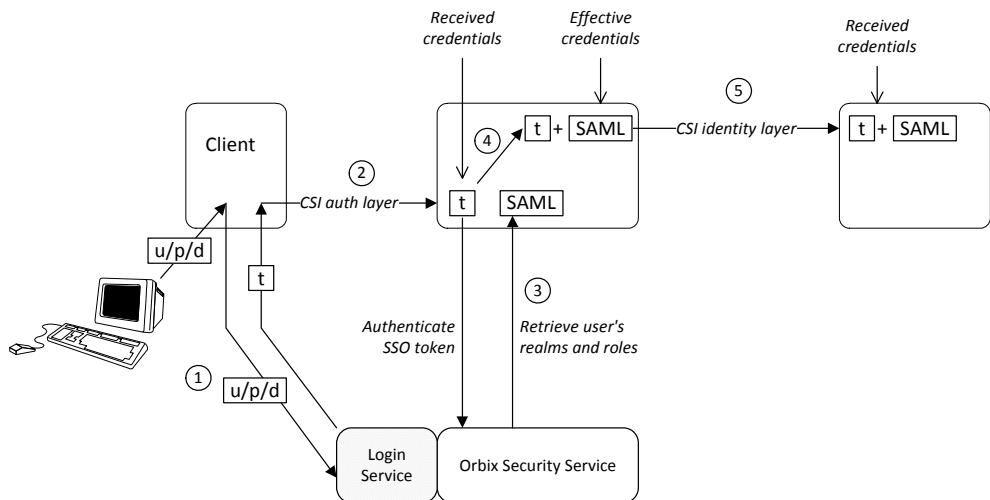 Received
credentials
Effective
credentials
Received
credentials
5
t + SAML
CSI identity layer
t + SAML
Client
4
2
CSI auth layer
t
SAML
u/p/d
t
3
Authenticate
SSO token
Retrieve user's
realms and roles
1
u/p/d
Login
Service
Orbix Security Service